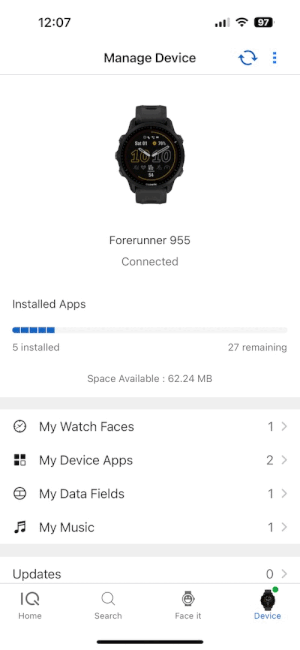 12:07
97
Manage Device
Sat 01 76%
10 10
Forerunner 955
Connected
Installed Apps
5 installed
27 remaining
Space Available : 62.24 MB
My Watch Faces 1
My Device Apps 2
My Data Fields 1
My Music 1
Updates 0
IQ
Home Search Face it Device